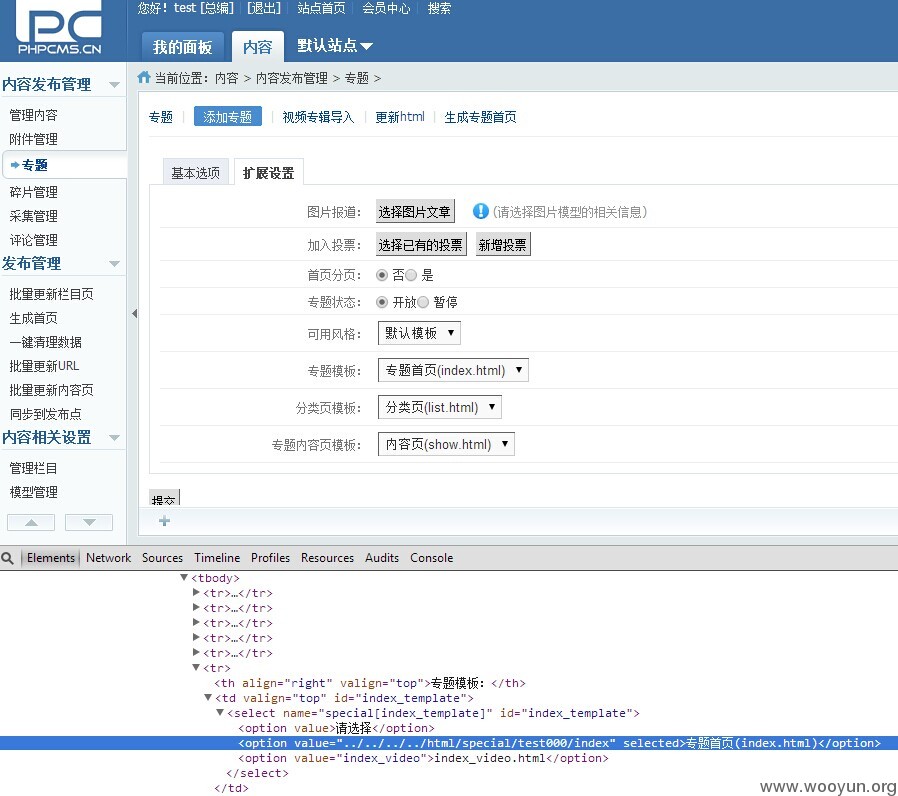 PC
PHPCMS.CN
您好！test [总编] | [退出] | 站点首页 | 会员中心 | 搜索
我的面板 内容 默认站点
当前位置：内容 > 内容发布管理 > 专题 >
内容发布管理
管理内容
附件管理
专题
碎片管理
采集管理
评论管理
发布管理
批量更新栏目页
生成首页
一键清理数据
批量更新URL
批量更新内容页
同步到发布点
内容相关设置
管理栏目
模型管理
专题 | 添加专题 | 视频专辑导入 | 更新html | 生成专题首页
基本选项 扩展设置
图片报道： 选择图片文章 (请选择图片模型的相关信息)
加入投票： 选择已有的投票 新增投票
首页分页： 否 是
专题状态： 开放 暂停
可用风格： 默认模板
专题模板： 专题首页(index.html)
分类页模板： 分类页(list.html)
专题内容页模板： 内容页(show.html)
提交
Elements Network Sources Timeline Profiles Resources Audits Console
<tbody>
<tr>…</tr>
<tr>…</tr>
<tr>…</tr>
<tr>…</tr>
<tr>…</tr>
<tr>
<th align="right" valign="top">专题模板：</th>
<td valign="top" id="index_template">
<select name="special[index_template]" id="index_template">
<option value>请选择</option>
<option value="../../../../html/special/test000/index" selected>专题首页(index.html)</option>
<option value="index_video">index_video.html</option>
</select>
</td>
www.wooyun.org